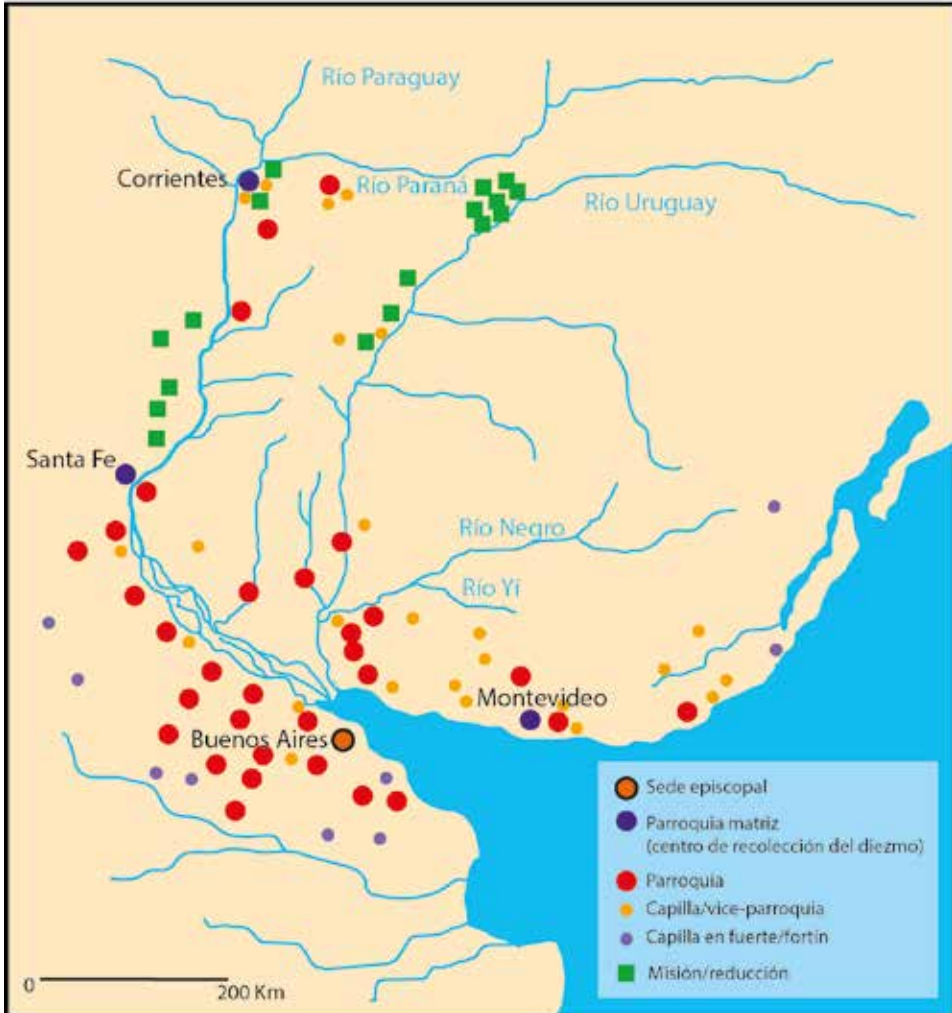 Río Paraguay
Corrientes
Río Paraná
Río Uruguay
Santa Fe
Río Negro
Río Yí
Montevideo
Buenos Aires
Sede episcopal
Parroquia matriz
(centro de recolección del diezmo)
Parroquia
Capilla/vice-parroquia
Capilla en fuerte/fortín
Misión/reducción
0
200 Km